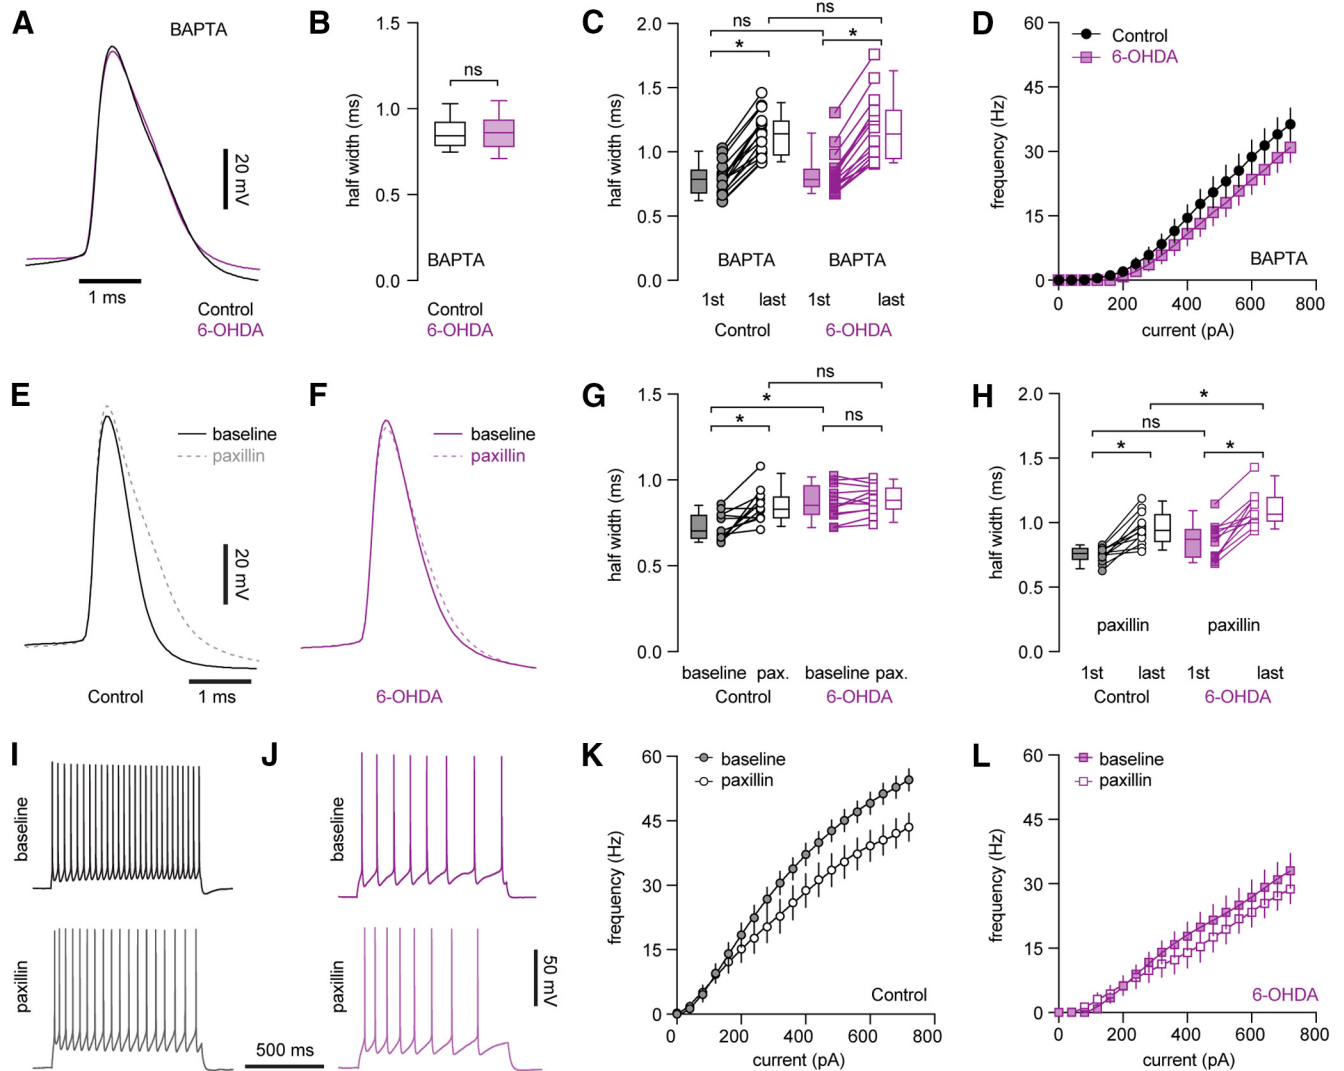 A
BAPTA
20 mV
1 ms
Control
6-OHDA
B
half width (ms)
1.5
1.0
0.5
0.0
ns
BAPTA
Control
6-OHDA
C
half width (ms)
2.0
1.5
1.0
0.5
0.0
ns
ns
*
*
BAPTA
BAPTA
1st
last
1st
last
Control
6-OHDA
D
frequency (Hz)
60
45
30
15
0
Control
6-OHDA
BAPTA
0
200
400
600
800
current (pA)
E
baseline
paxillin
20 mV
Control
1 ms
F
baseline
paxillin
6-OHDA
G
half width (ms)
1.5
1.0
0.5
0.0
ns
*
*
ns
baseline
pax.
baseline
pax.
Control
6-OHDA
H
half width (ms)
2.0
1.5
1.0
0.5
0.0
*
ns
*
*
paxillin
paxillin
1st
last
1st
last
Control
6-OHDA
I
baseline
paxillin
500 ms
J
baseline
paxillin
50 mV
K
frequency (Hz)
60
45
30
15
0
baseline
paxillin
Control
0
200
400
600
800
current (pA)
L
frequency (Hz)
60
45
30
15
0
baseline
paxillin
6-OHDA
0
200
400
600
800
current (pA)